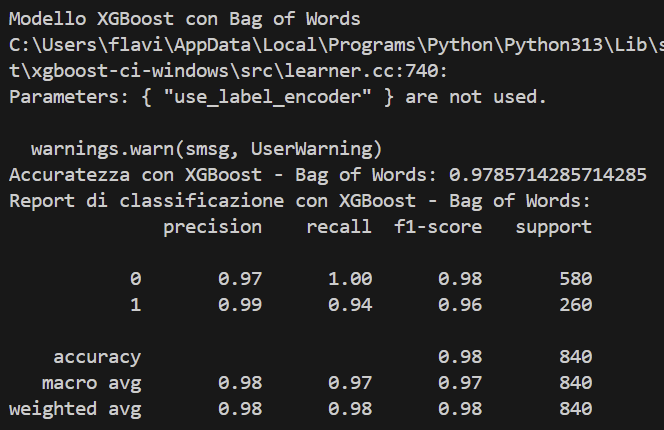 Modello XGBoost con Bag of Words
C:\Users\flavi\AppData\Local\Programs\Python\Python313\Lib\s
t\xgboost-ci-windows\src\learner.cc:740:
Parameters: { "use_label_encoder" } are not used.
warnings.warn(smsg, UserWarning)
Accuratezza con XGBoost - Bag of Words: 0.9785714285714285
Report di classificazione con XGBoost - Bag of Words:
precision recall f1-score support
0 0.97 1.00 0.98 580
1 0.99 0.94 0.96 260
accuracy 0.98 840
macro avg 0.98 0.97 0.97 840
weighted avg 0.98 0.98 0.98 840